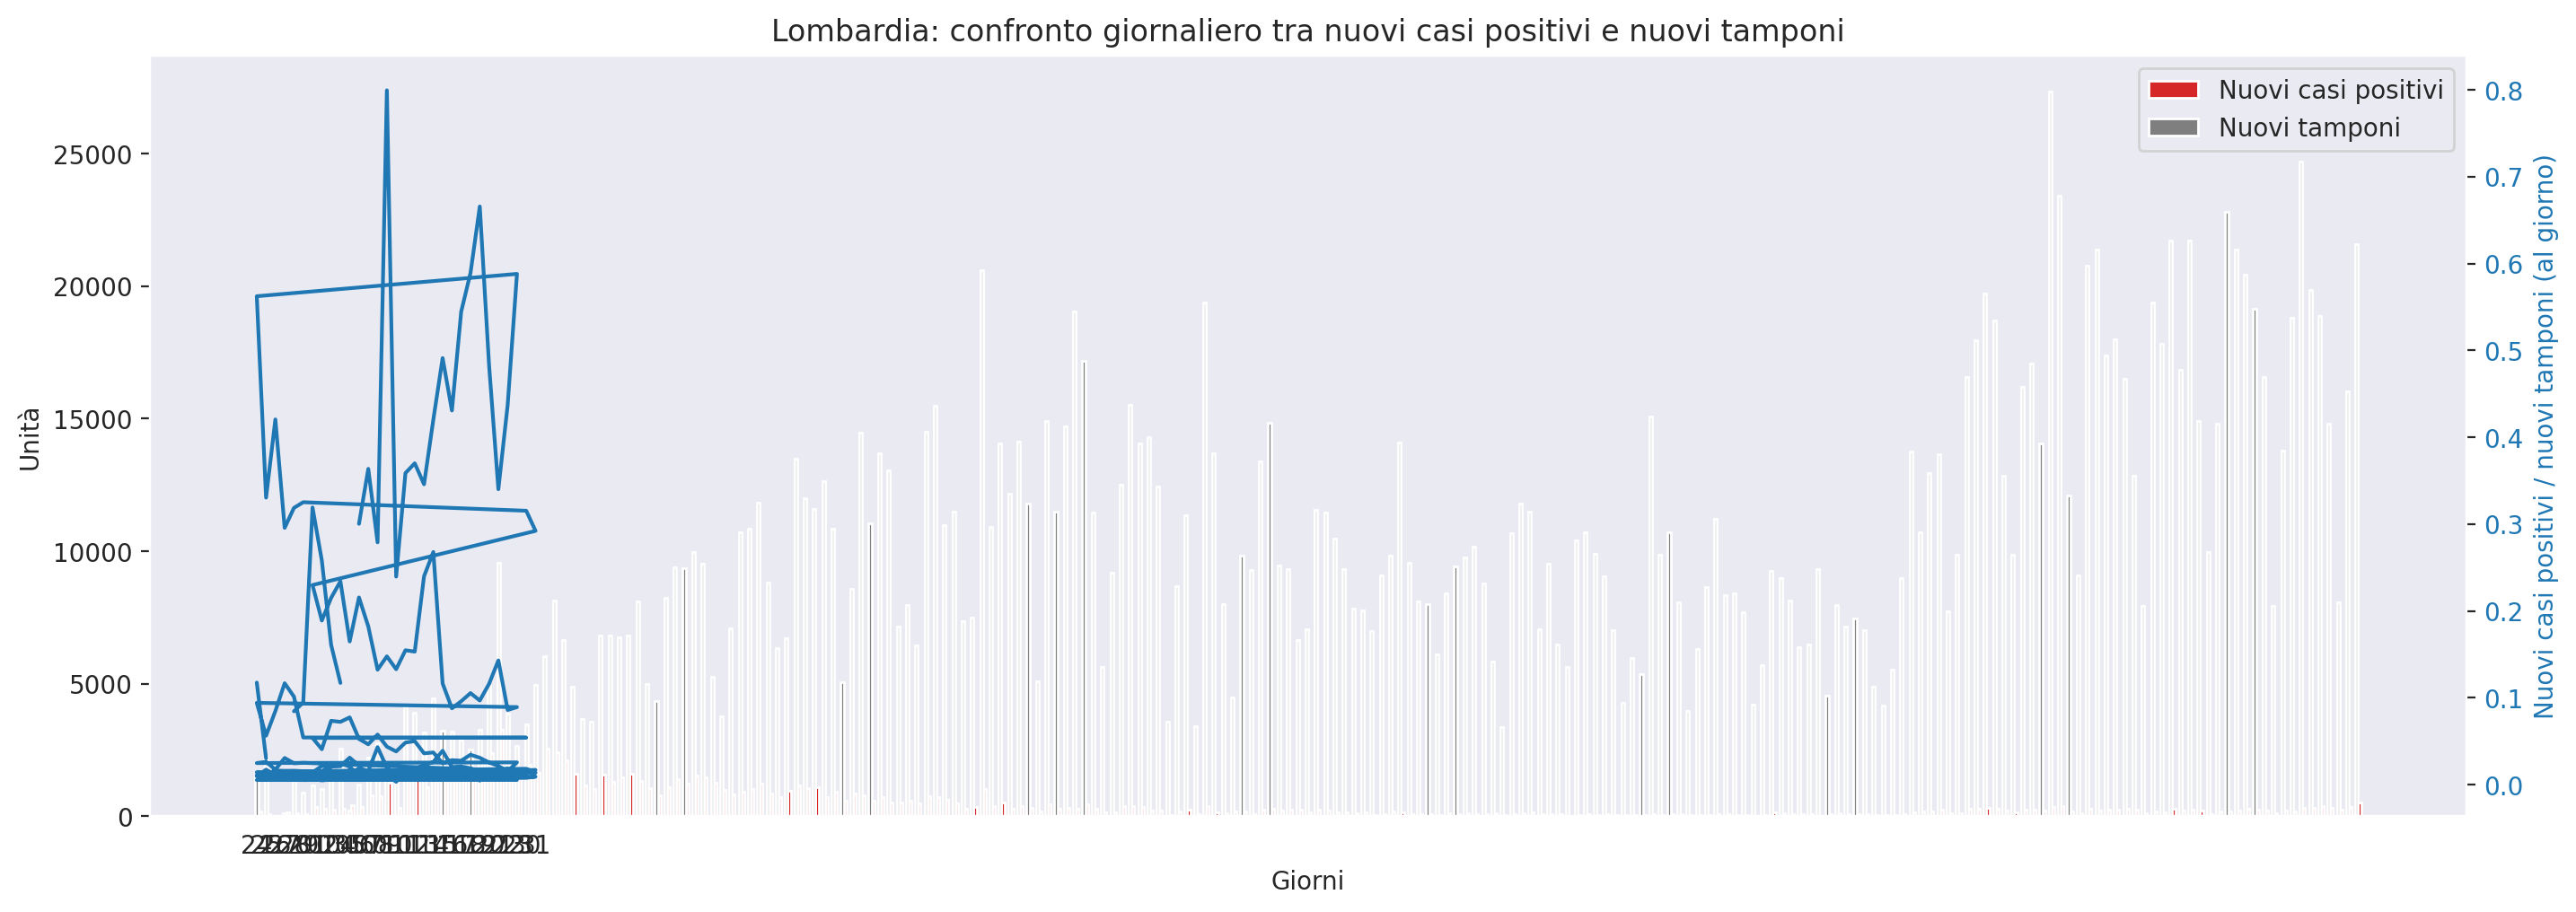 Lombardia: confronto giornaliero tra nuovi casi positivi e nuovi tamponi
Nuovi casi positivi
Nuovi tamponi
Unità
25000
20000
15000
10000
5000
0
0.8
0.7
0.6
0.5
0.4
0.3
0.2
0.1
0.0
Nuovi casi positivi / nuovi tamponi (al giorno)
Giorni